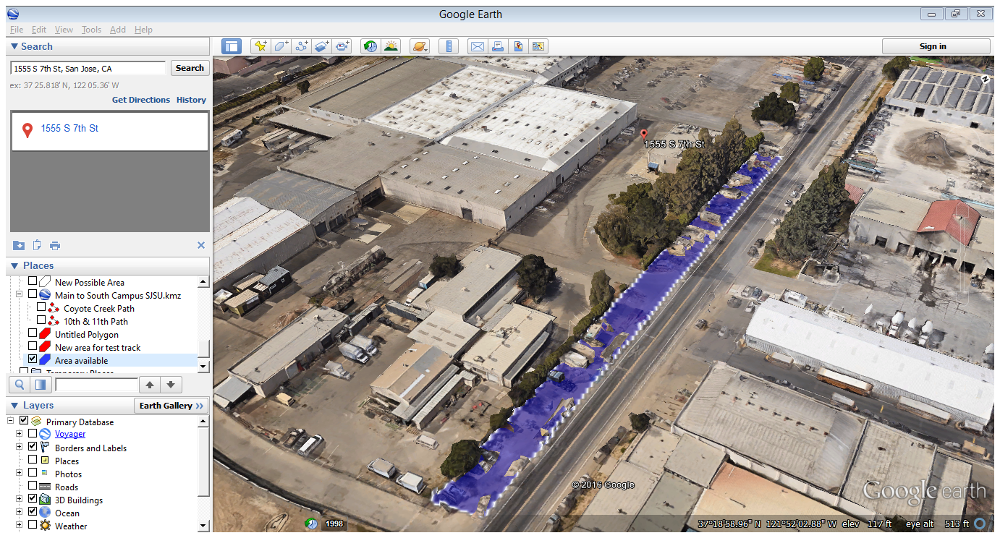 Google Earth
File Edit View Tools Add Help
Search
Sign in
1555 S 7th St, San Jose, CA
Search
ex: 37 25.818' N, 122 05.36' W
Get Directions History
1555 S 7th St
1555 S 7th St
Places
New Possible Area
Main to South Campus SJSU.kmz
Coyote Creek Path
10th & 11th Path
Untitled Polygon
New area for test track
Area available
Temporary Places
Layers
Earth Gallery >>
Primary Database
Voyager
Borders and Labels
Places
Photos
Roads
3D Buildings
Ocean
Weather
N
© 2016 Google
Google earth
1998
37°18'58.96" N 121°52'02.88" W elev 117 ft eye alt 513 ft